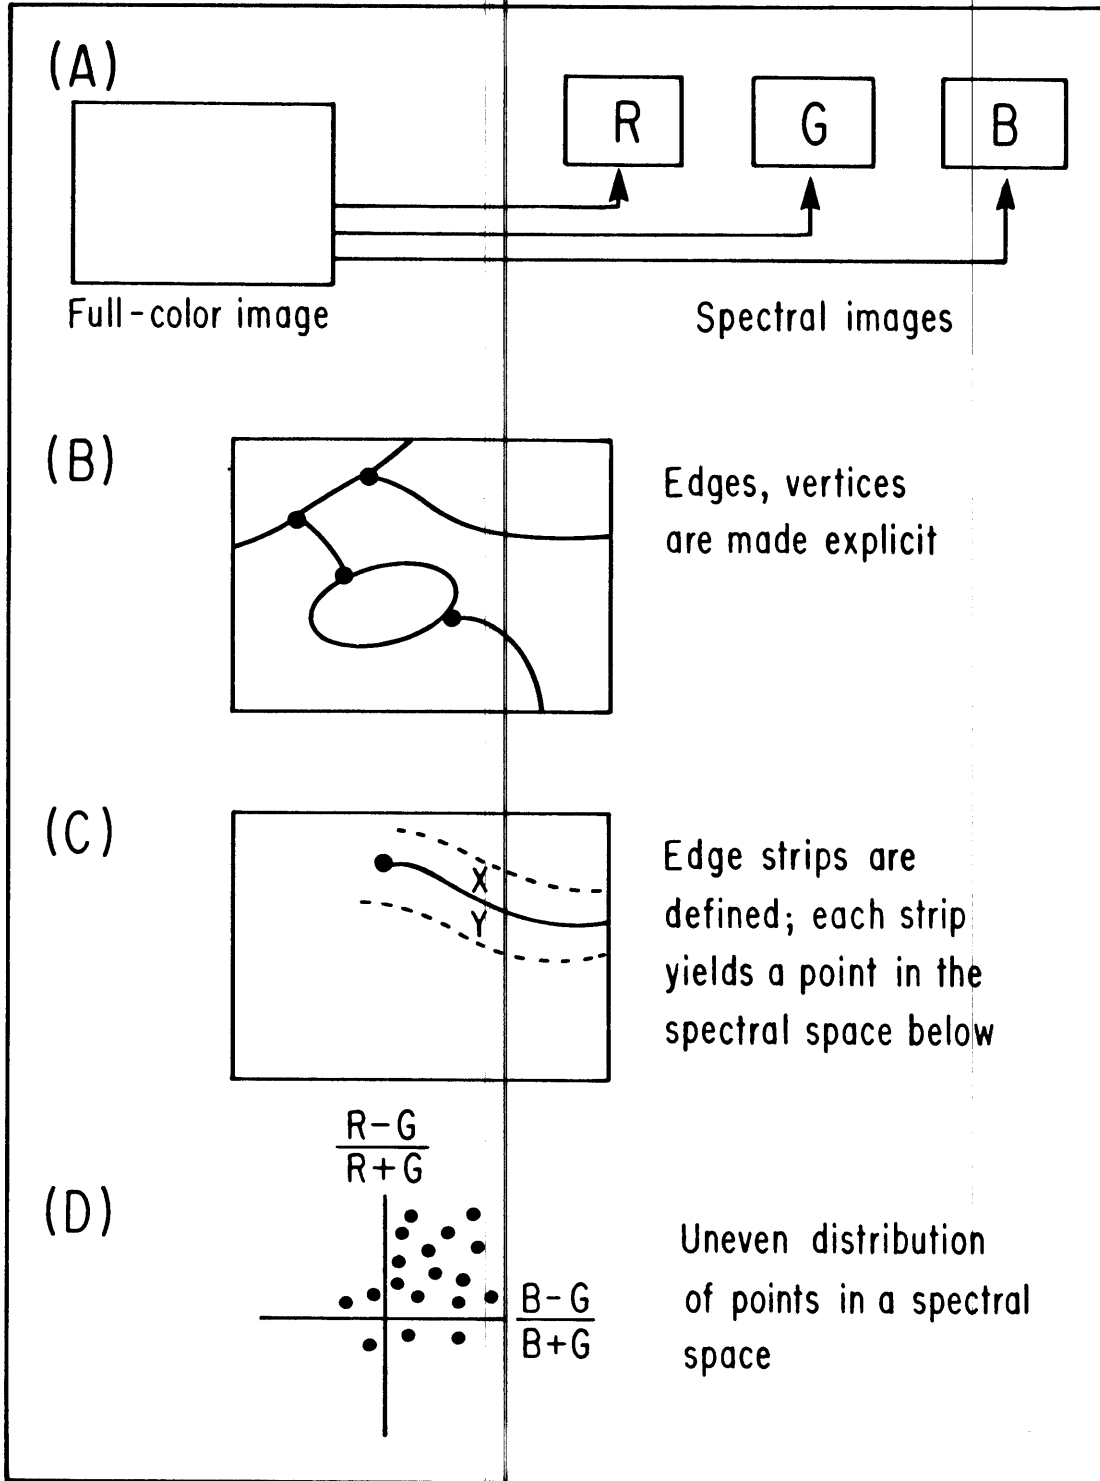 (A)
R
G
B
Full-color image
Spectral images
(B)
Edges, vertices
are made explicit
(C)
X
Y
Edge strips are
defined; each strip
yields a point in the
spectral space below
R-G
R+G
(D)
B-G
B+G
Uneven distribution
of points in a spectral
space